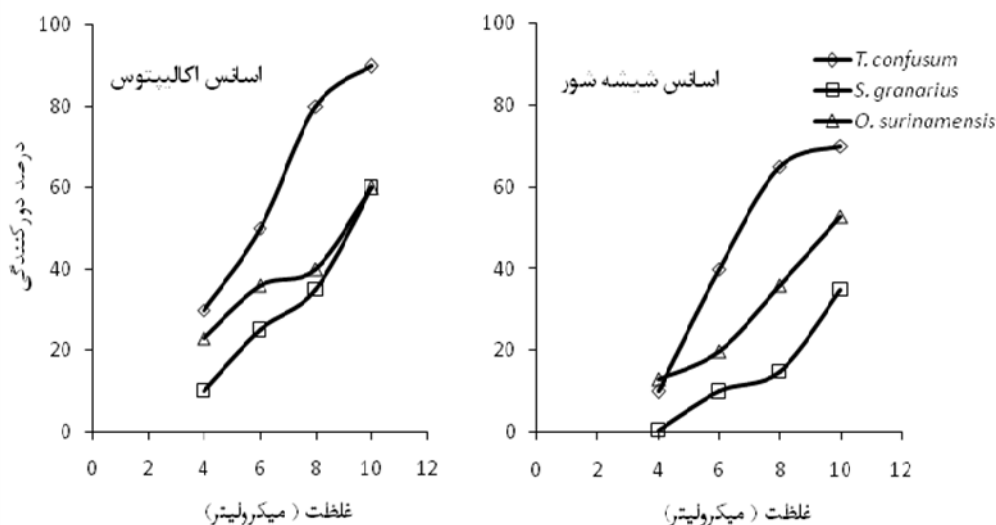 درصد دورکنندگی
100
80
60
40
20
0
اسانس اکالیپتوس
0 2 4 6 8 10 12
غلظت ( میکرولیتر)
100
80
60
40
20
0
اسانس شیشه شور
T. confusum
S. granarius
O. surinamensis
0 2 4 6 8 10 12
غلظت ( میکرولیتر)